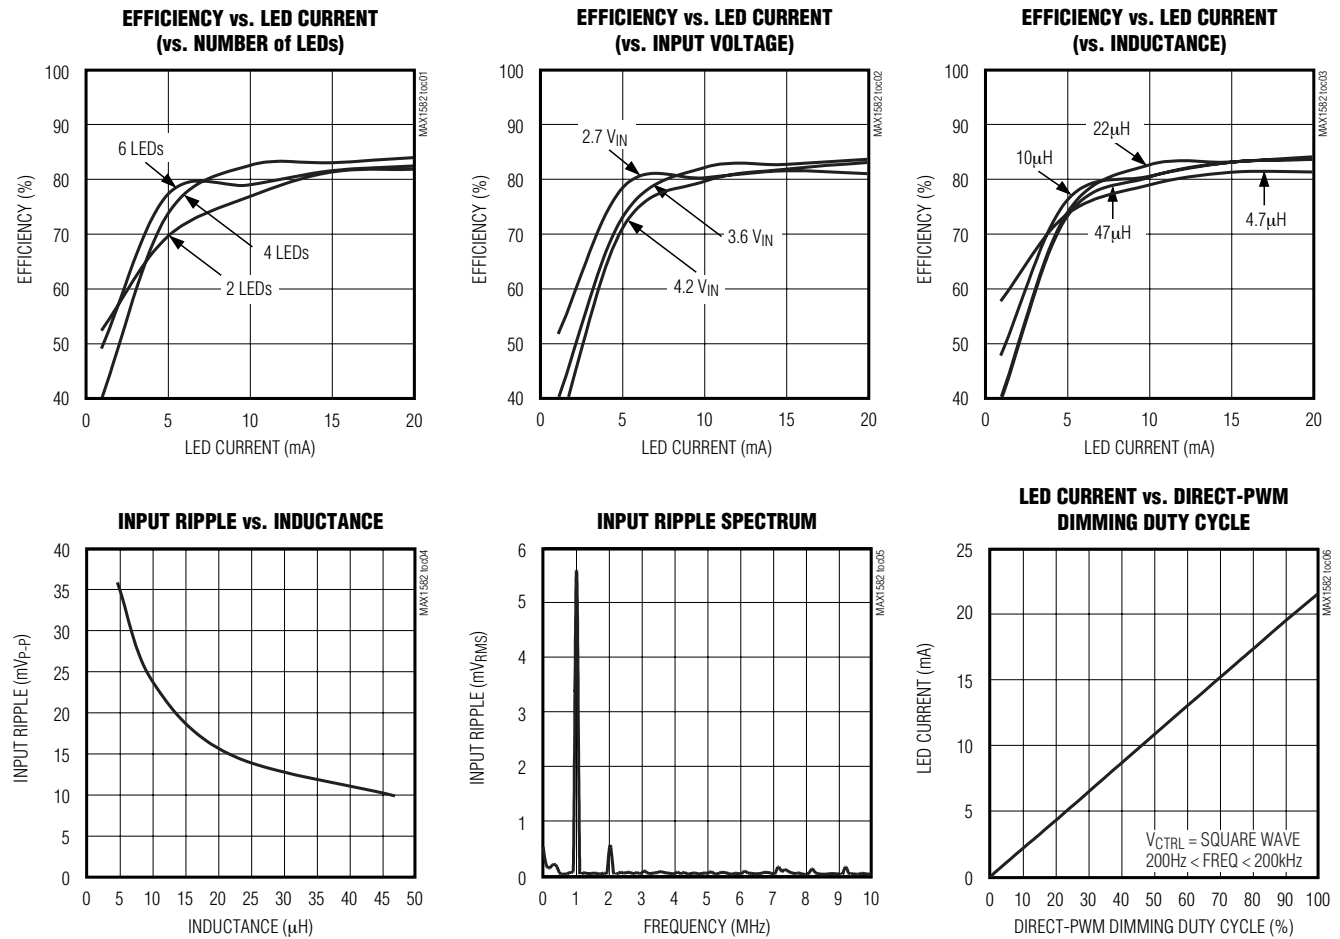 EFFICIENCY vs. LED CURRENT
(vs. NUMBER of LEDs)
MAX1582 toc01
EFFICIENCY (%)
100
90
80
70
60
50
40
6 LEDs
4 LEDs
2 LEDs
0 5 10 15 20
LED CURRENT (mA)
EFFICIENCY vs. LED CURRENT
(vs. INPUT VOLTAGE)
MAX1582 toc02
EFFICIENCY (%)
100
90
80
70
60
50
40
2.7 VIN
3.6 VIN
4.2 VIN
0 5 10 15 20
LED CURRENT (mA)
EFFICIENCY vs. LED CURRENT
(vs. INDUCTANCE)
MAX1582 toc03
EFFICIENCY (%)
100
90
80
70
60
50
40
22µH
10µH
47µH
4.7µH
0 5 10 15 20
LED CURRENT (mA)
INPUT RIPPLE vs. INDUCTANCE
MAX1582 toc04
INPUT RIPPLE (mVP-P)
40
35
30
25
20
15
10
5
0
0 5 10 15 20 25 30 35 40 45 50
INDUCTANCE (µH)
INPUT RIPPLE SPECTRUM
MAX1582 toc05
INPUT RIPPLE (mVRMS)
6
5
4
3
2
1
0
0 1 2 3 4 5 6 7 8 9 10
FREQUENCY (MHz)
LED CURRENT vs. DIRECT-PWM
DIMMING DUTY CYCLE
MAX1582 toc06
LED CURRENT (mA)
25
20
15
10
5
0
VCTRL = SQUARE WAVE
200Hz < FREQ < 200kHz
0 10 20 30 40 50 60 70 80 90 100
DIRECT-PWM DIMMING DUTY CYCLE (%)